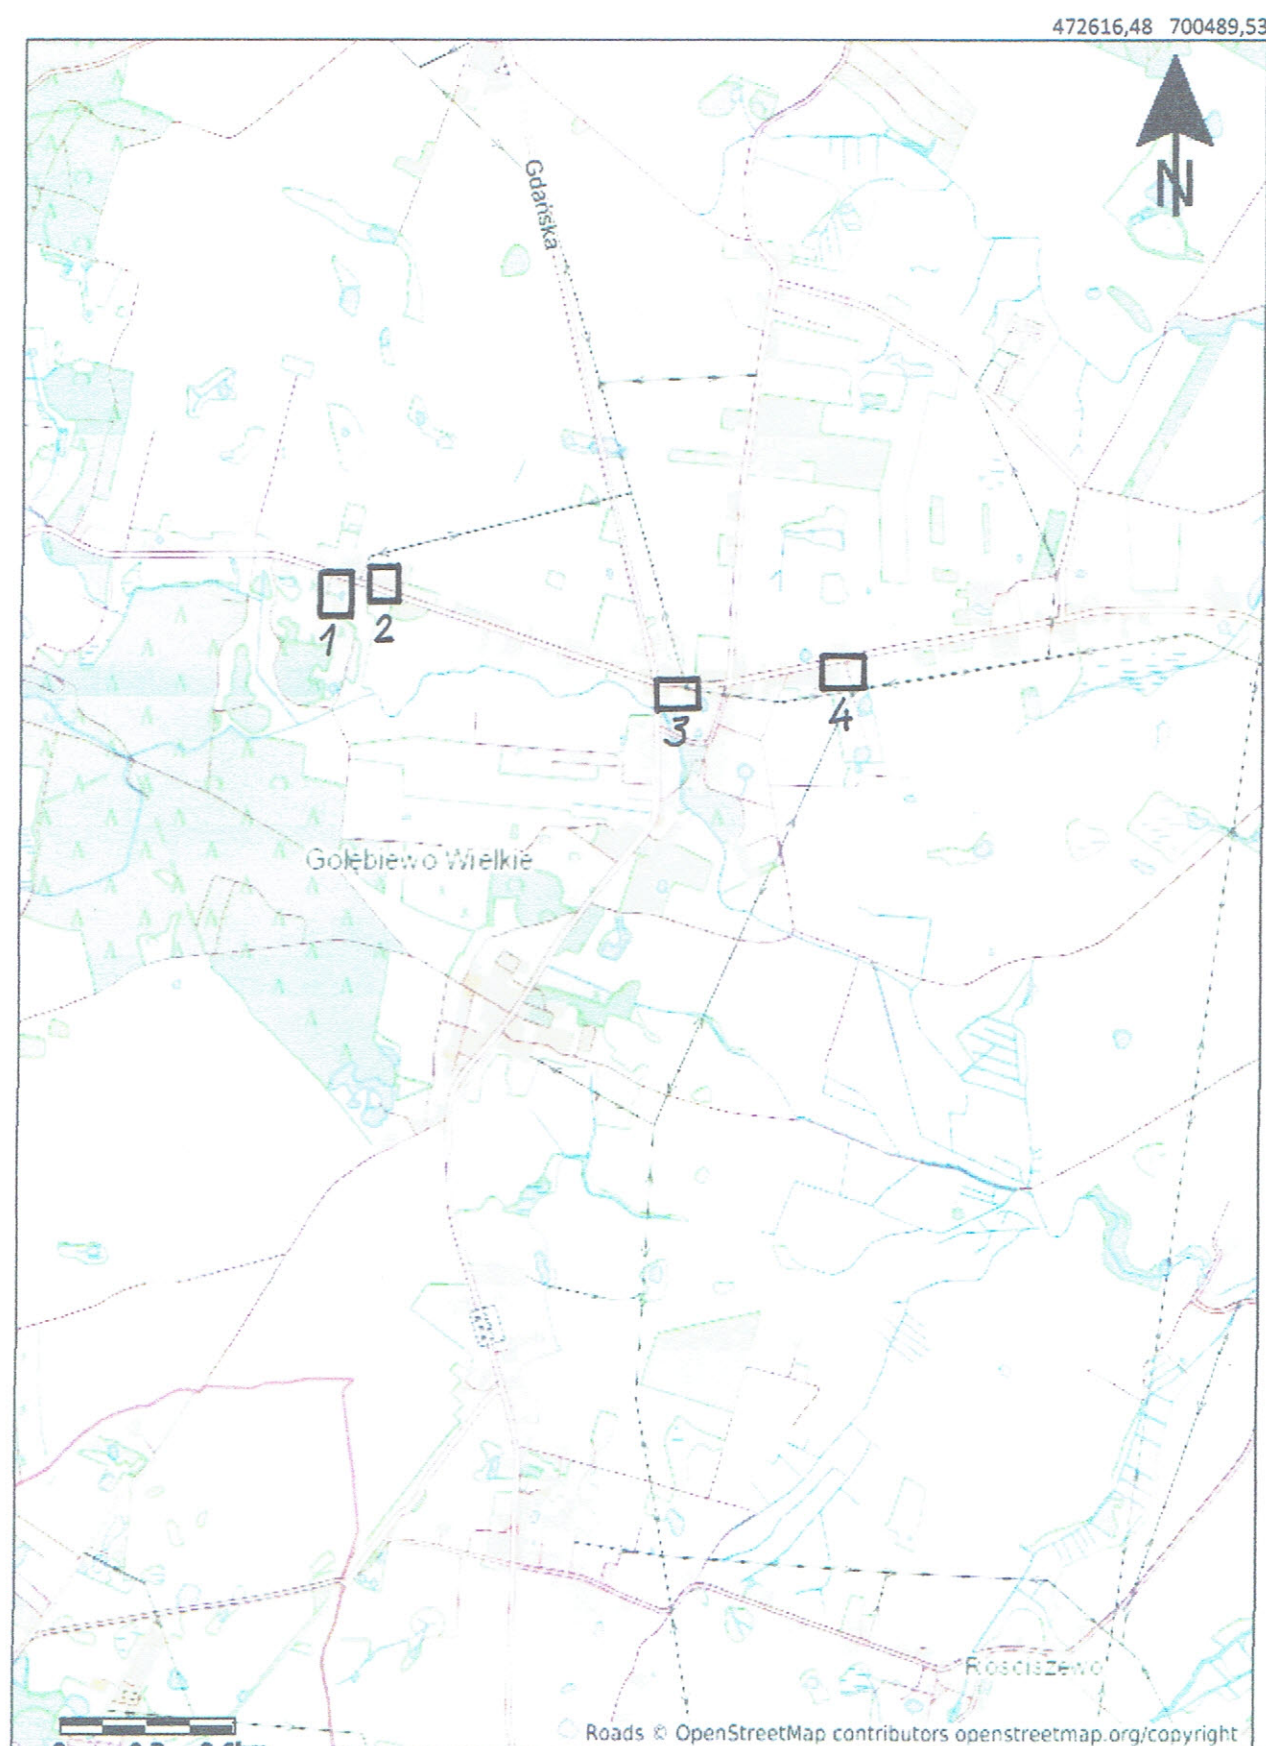 472616,48 700489,53
N
Gdańska
1
2
3
4
Gołębiewo Wielkie
Rościszewo
Roads © OpenStreetMap contributors openstreetmap.org/copyright